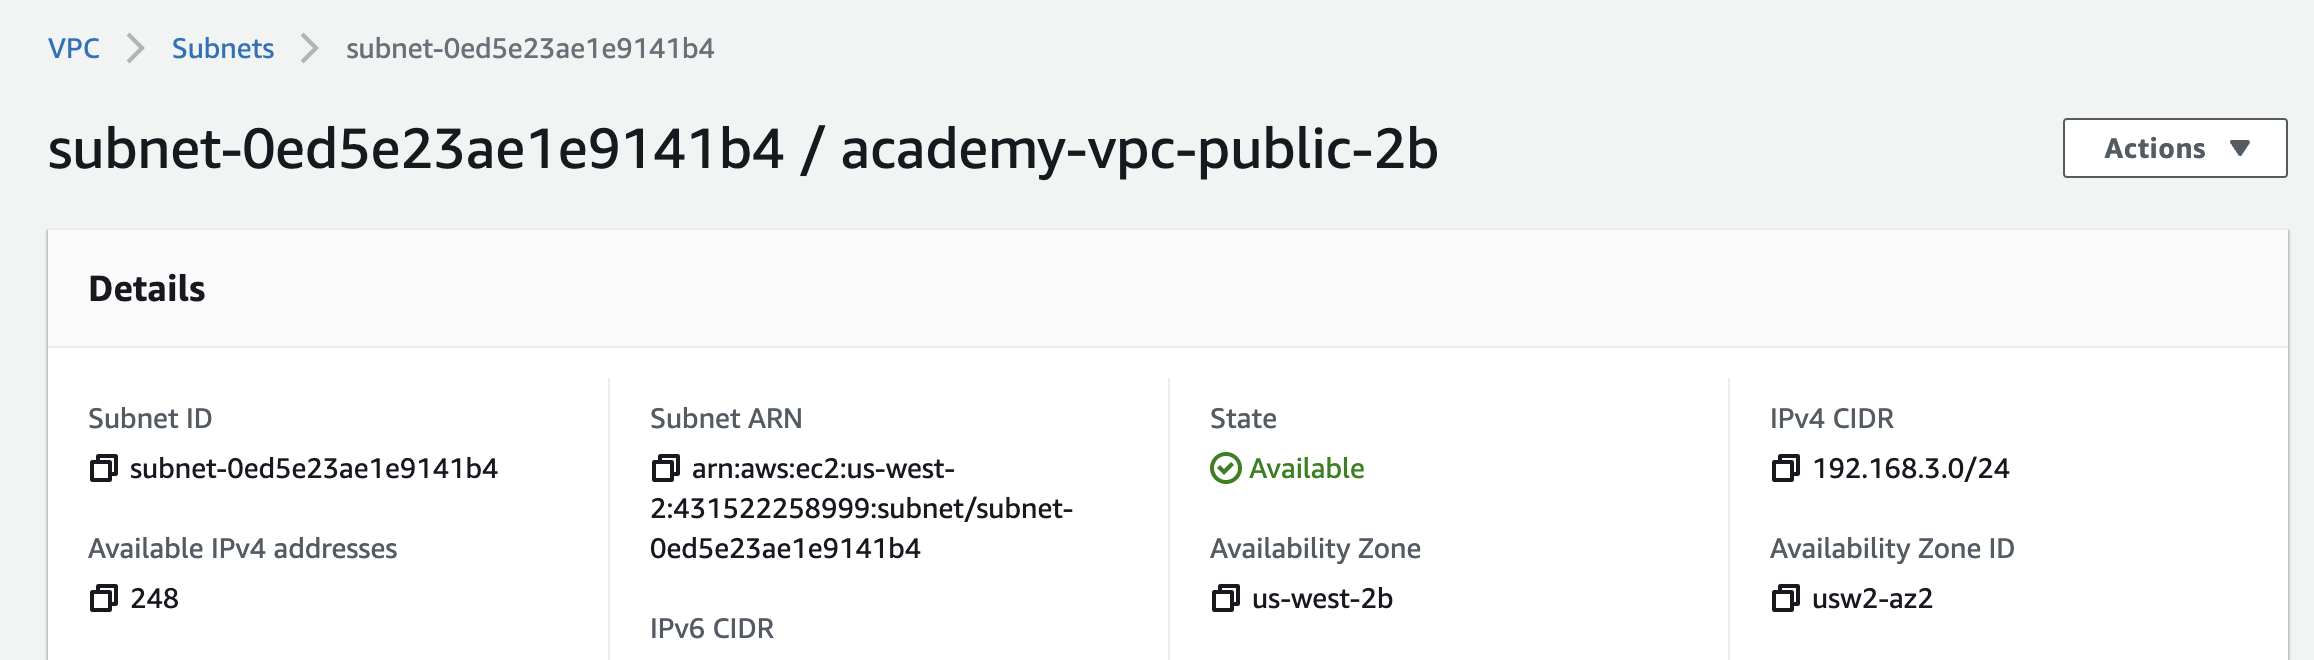 VPC > Subnets > subnet-0ed5e23ae1e9141b4
subnet-0ed5e23ae1e9141b4 / academy-vpc-public-2b
Actions
Details
Subnet ID
subnet-0ed5e23ae1e9141b4
Available IPv4 addresses
248
Subnet ARN
arn:aws:ec2:us-west-
2:431522258999:subnet/subnet-
0ed5e23ae1e9141b4
IPv6 CIDR
State
Available
Availability Zone
us-west-2b
IPv4 CIDR
192.168.3.0/24
Availability Zone ID
usw2-az2